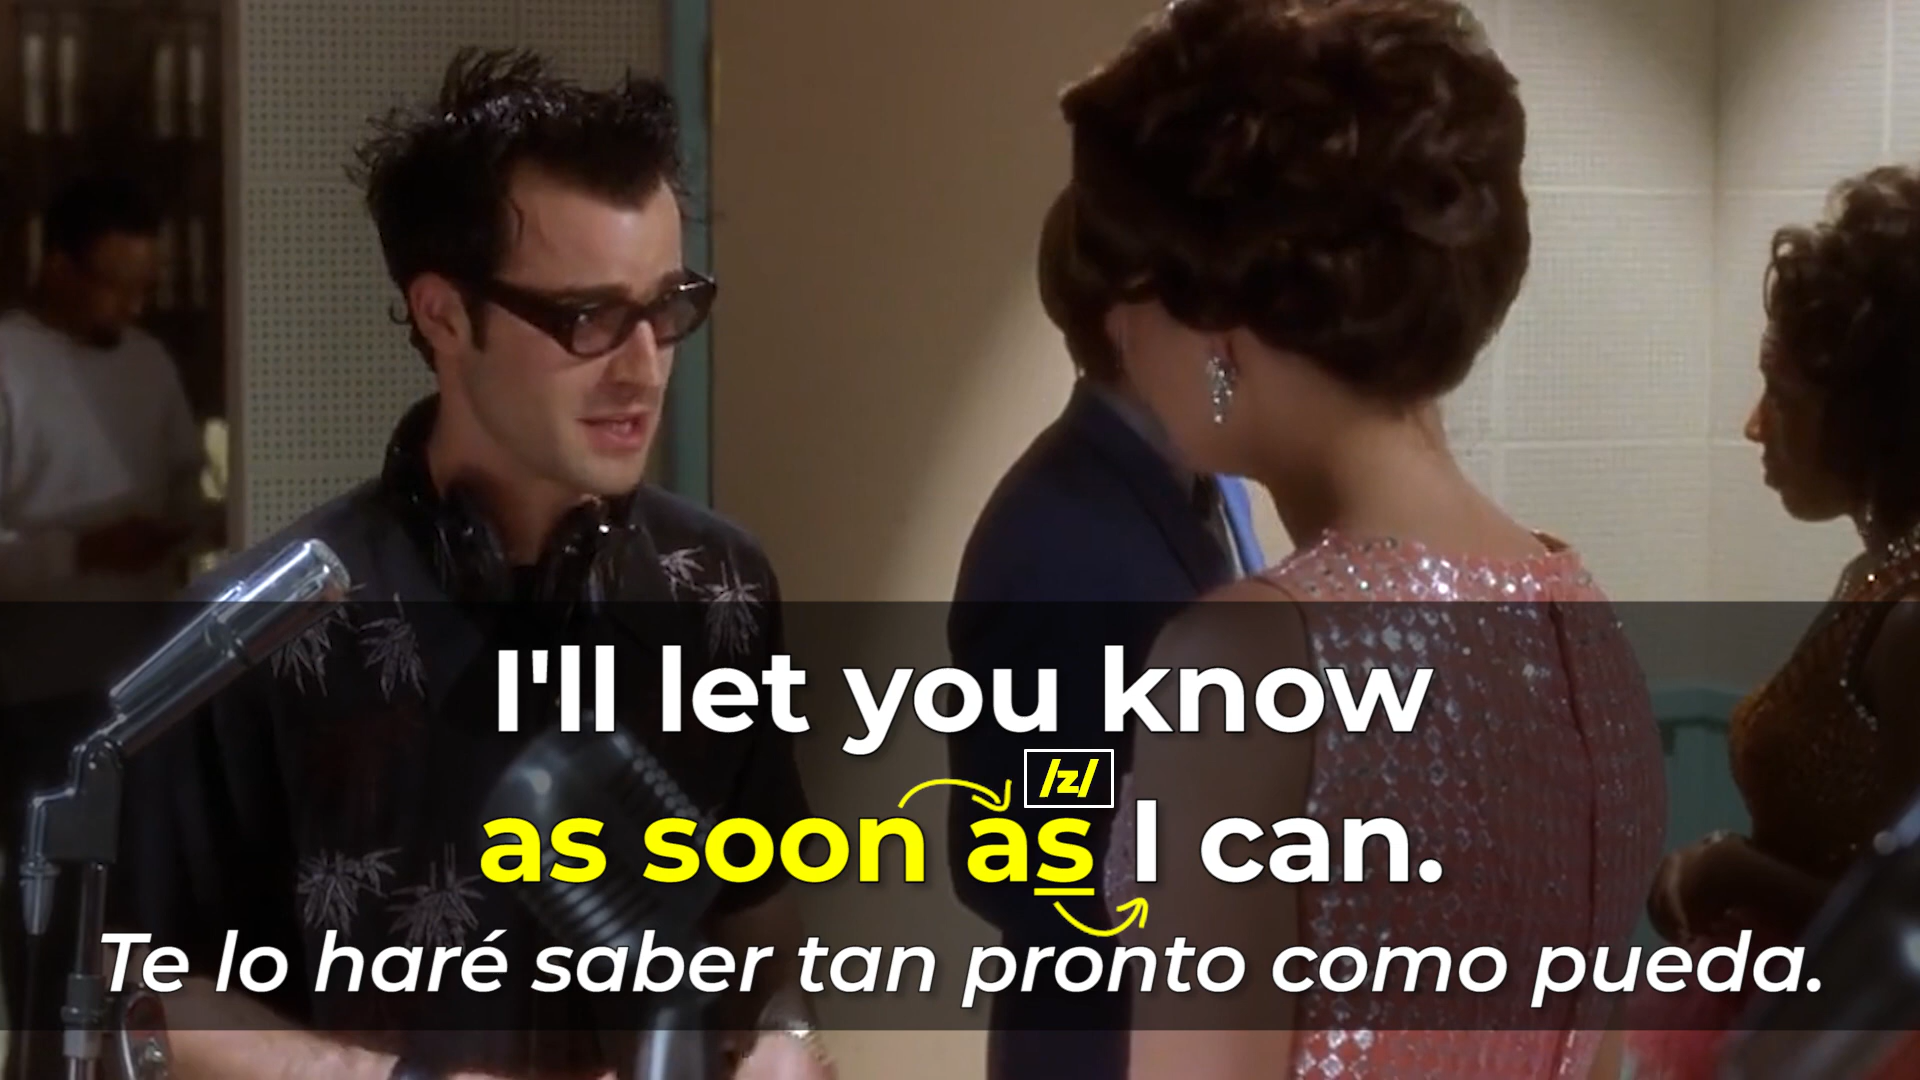 I'll let you know
/z/
as soon as I can.
Te lo haré saber tan pronto como pueda.